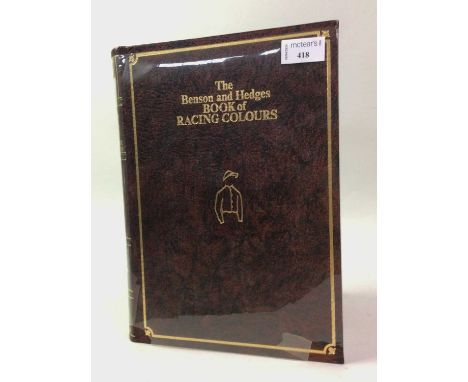 mctear's
418
The
Benson and Hedges
BOOK of
RACING COLOURS